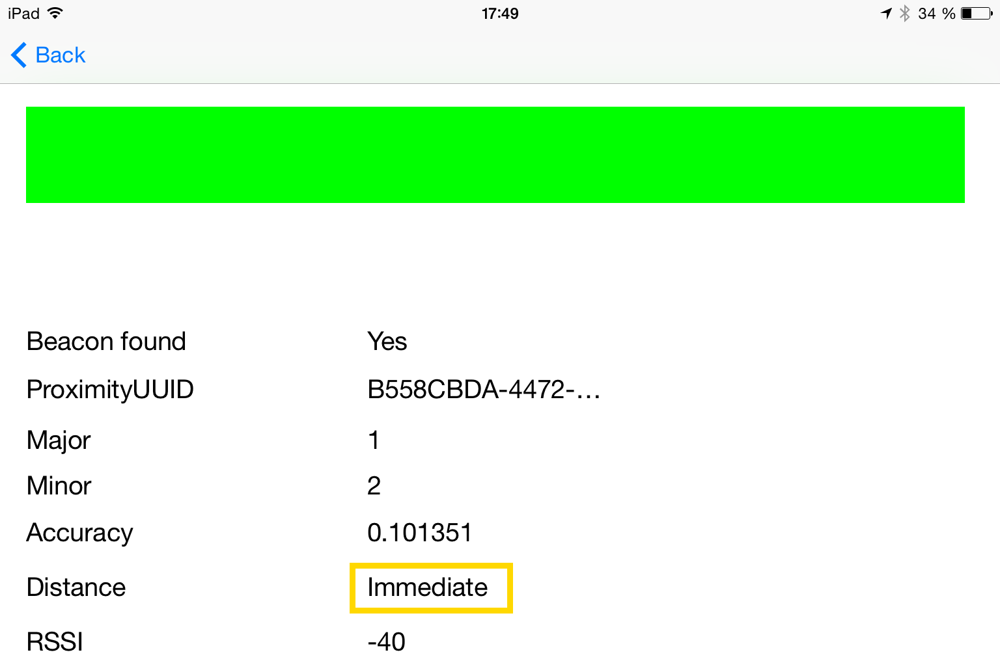 iPad 17:49 34 %
Back
Beacon found Yes
ProximityUUID B558CBDA-4472-...
Major 1
Minor 2
Accuracy 0.101351
Distance Immediate
RSSI -40